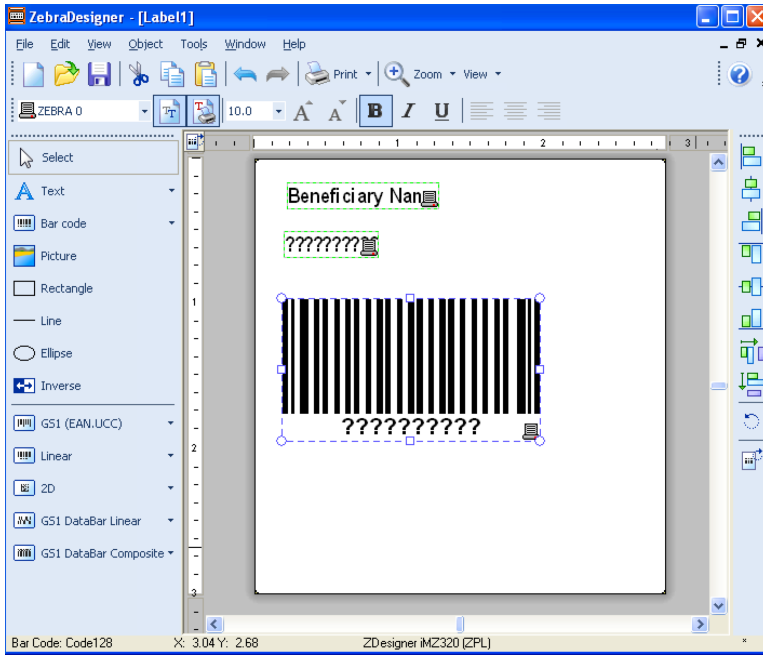 ZebraDesigner - [Label1]
File Edit View Object Tools Window Help
Print Zoom View
ZEBRA 0 10.0 B I U
1 2 3
Select
Text
Bar code
Picture
Rectangle
Line
Ellipse
Inverse
GS1 (EAN.UCC)
Linear
2D
GS1 DataBar Linear
GS1 DataBar Composite
1
2
3
Beneficiary Nan
????????
??????????
Bar Code: Code128 X: 3.04 Y: 2.68 ZDesigner iMZ320 (ZPL) *